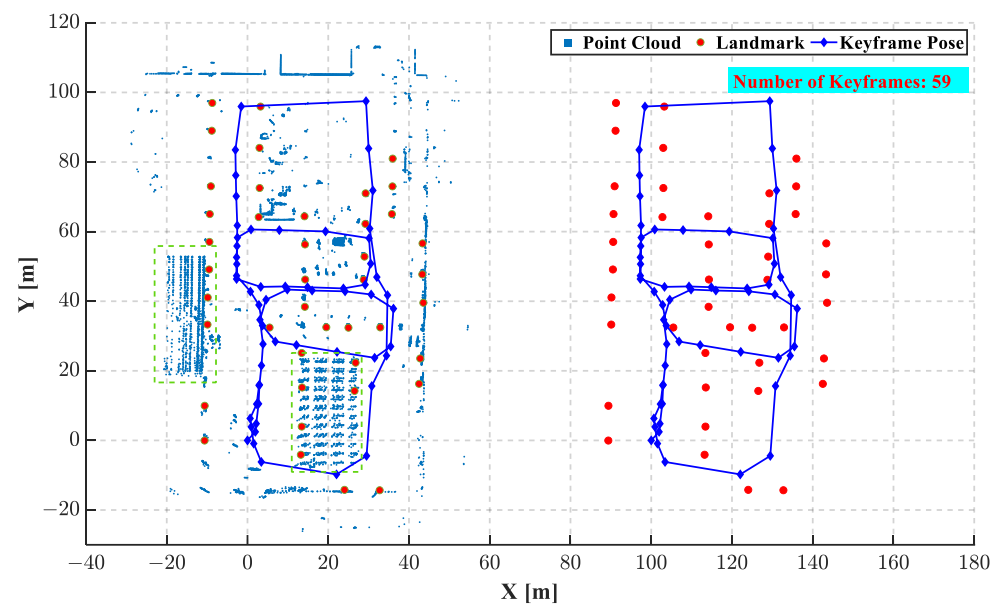 120
100
80
60
40
20
0
−20
−40 −20 0 20 40 60 80 100 120 140 160 180
X [m]
Y [m]
Point Cloud Landmark Keyframe Pose
Number of Keyframes: 59